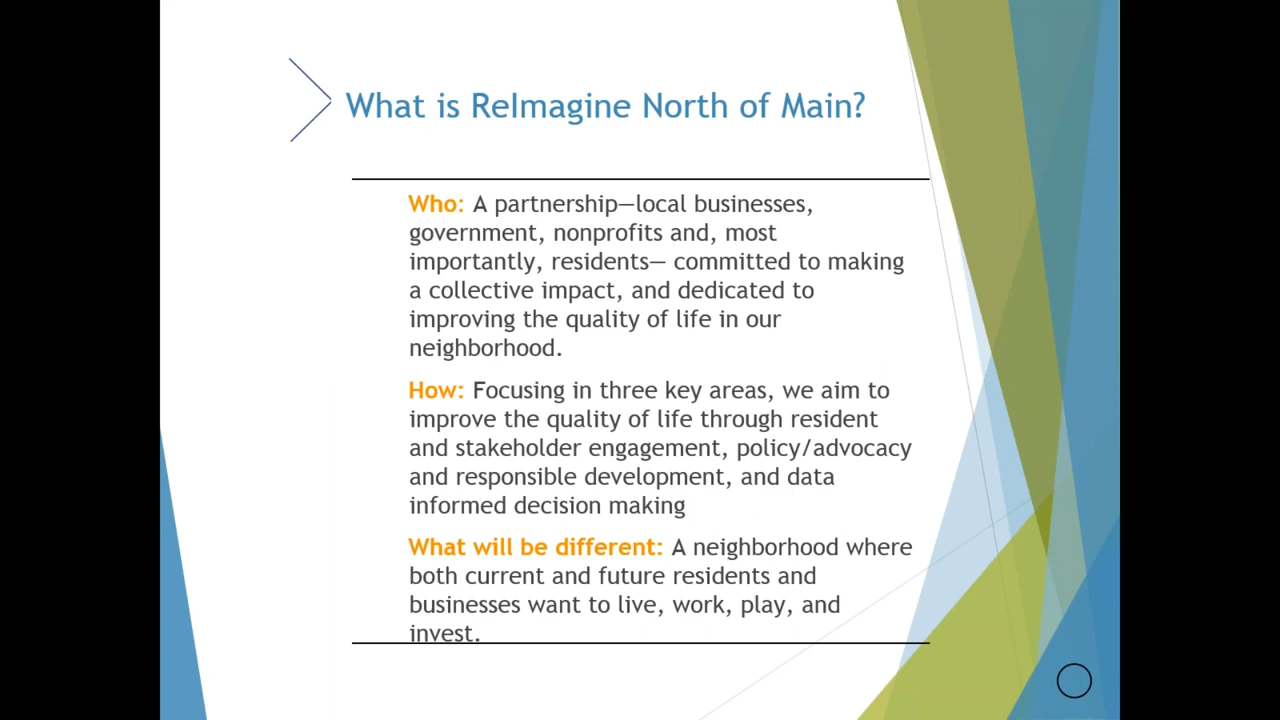 What is ReImagine North of Main?
Who: A partnership—local businesses,
government, nonprofits and, most
importantly, residents— committed to making
a collective impact, and dedicated to
improving the quality of life in our
neighborhood.
How: Focusing in three key areas, we aim to
improve the quality of life through resident
and stakeholder engagement, policy/advocacy
and responsible development, and data
informed decision making
What will be different: A neighborhood where
both current and future residents and
businesses want to live, work, play, and
invest.